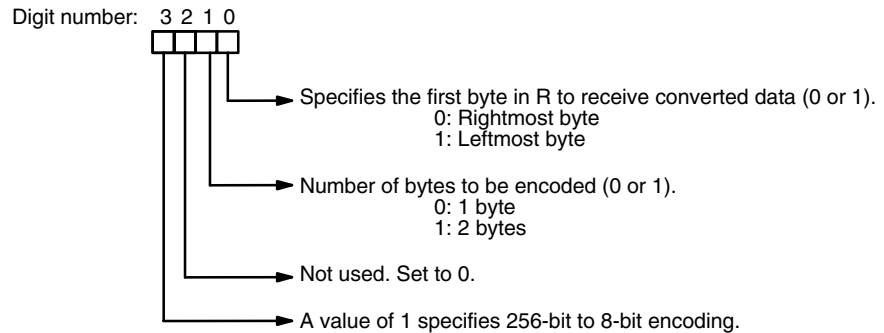 Digit number: 3 2 1 0
Specifies the first byte in R to receive converted data (0 or 1).
0: Rightmost byte
1: Leftmost byte
Number of bytes to be encoded (0 or 1).
0: 1 byte
1: 2 bytes
Not used. Set to 0.
A value of 1 specifies 256-bit to 8-bit encoding.